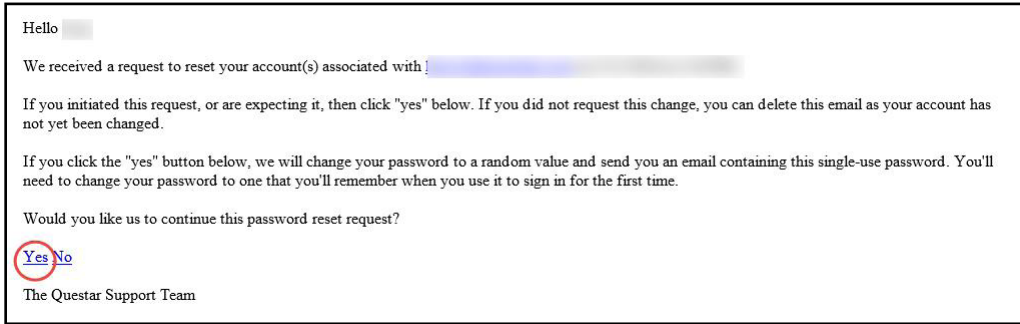 Hello
We received a request to reset your account(s) associated with
If you initiated this request, or are expecting it, then click "yes" below. If you did not request this change, you can delete this email as your account has
not yet been changed.
If you click the "yes" button below, we will change your password to a random value and send you an email containing this single-use password. You'll
need to change your password to one that you'll remember when you use it to sign in for the first time.
Would you like us to continue this password reset request?
Yes No
The Questar Support Team